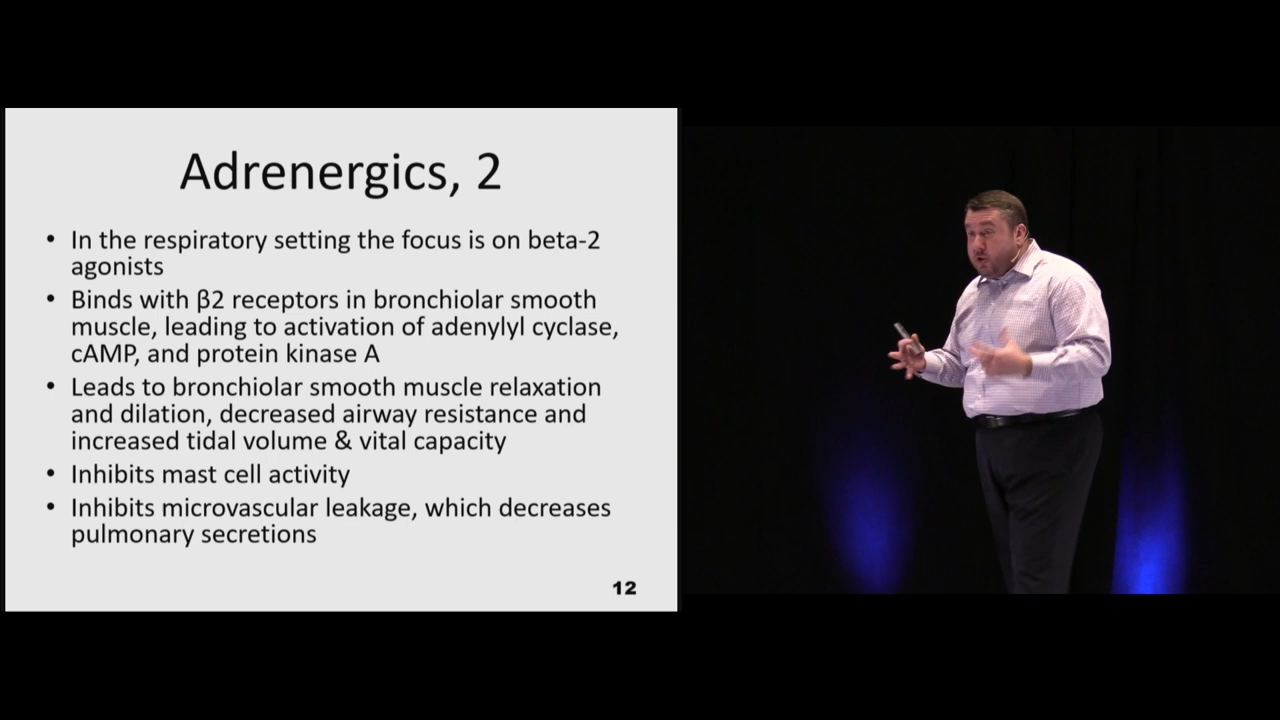 Adrenergics, 2
• In the respiratory setting the focus is on beta-2
agonists
• Binds with β2 receptors in bronchiolar smooth
muscle, leading to activation of adenylyl cyclase,
cAMP, and protein kinase A
• Leads to bronchiolar smooth muscle relaxation
and dilation, decreased airway resistance and
increased tidal volume & vital capacity
• Inhibits mast cell activity
• Inhibits microvascular leakage, which decreases
pulmonary secretions
12